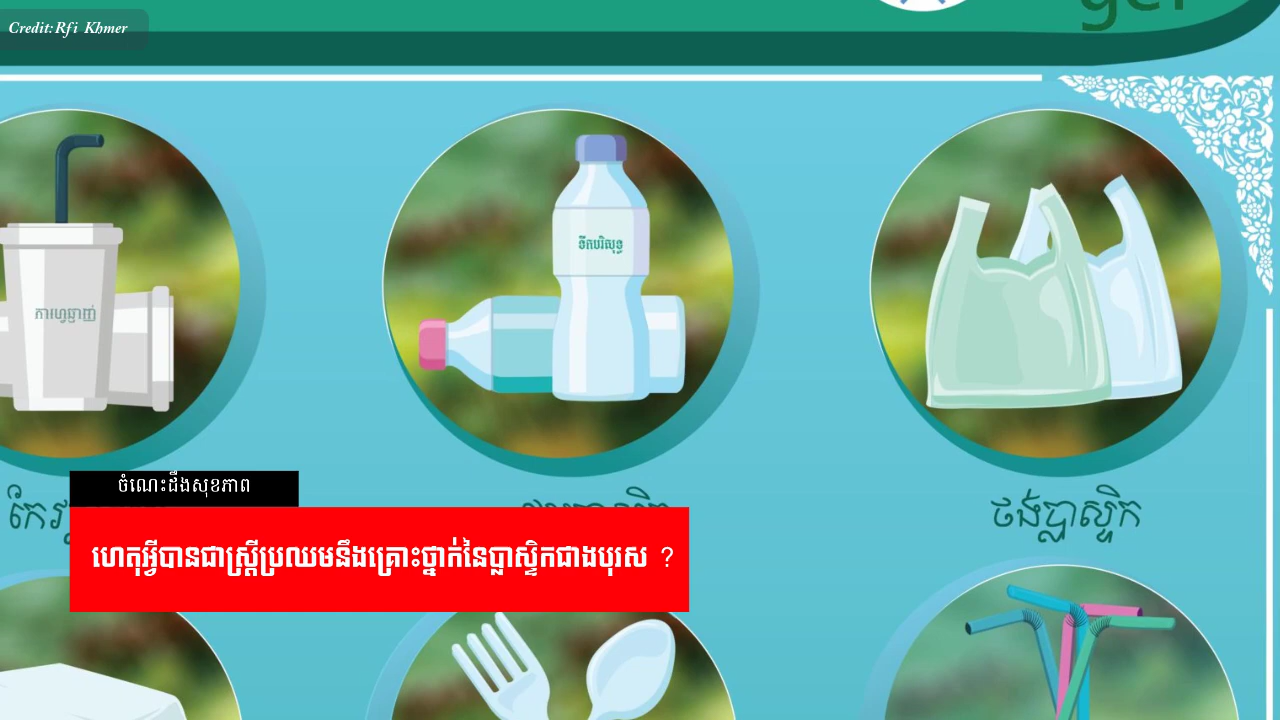 Credit:Rfi Khmer
ទឹកបរិសុទ្ធ
កាហ្វេឆ្ងាញ់
ថង់ប្លាស្ទិក
ចំណេះដឹងសុខភាព
ហេតុអ្វីបានជាស្ត្រីប្រឈមនឹងគ្រោះថ្នាក់នៃប្លាស្ទិកជាងបុរស ?